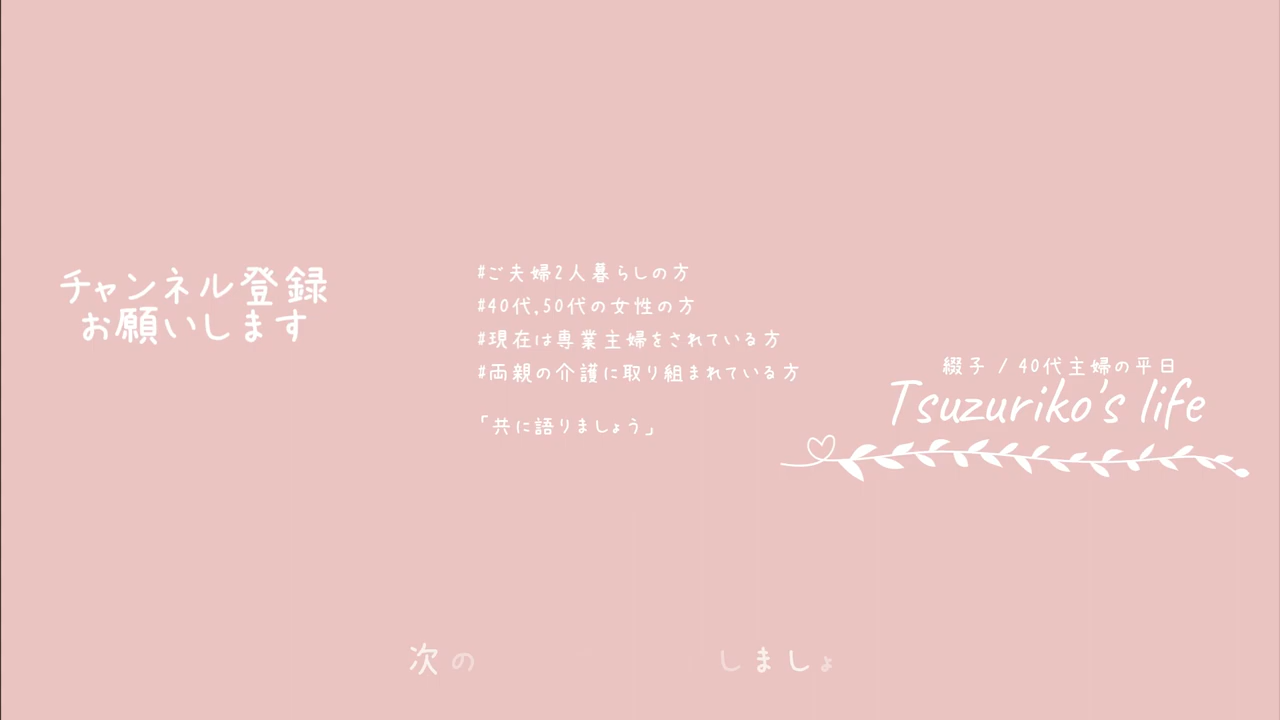 チャンネル登録
お願いします
#ご夫婦2人暮らしの方
#40代,50代の女性の方
#現在は専業主婦をされている方
#両親の介護に取り組まれている方
「共に語りましょう」
綴子 / 40代主婦の平日
Tsuzuriko's life
次の しましょ